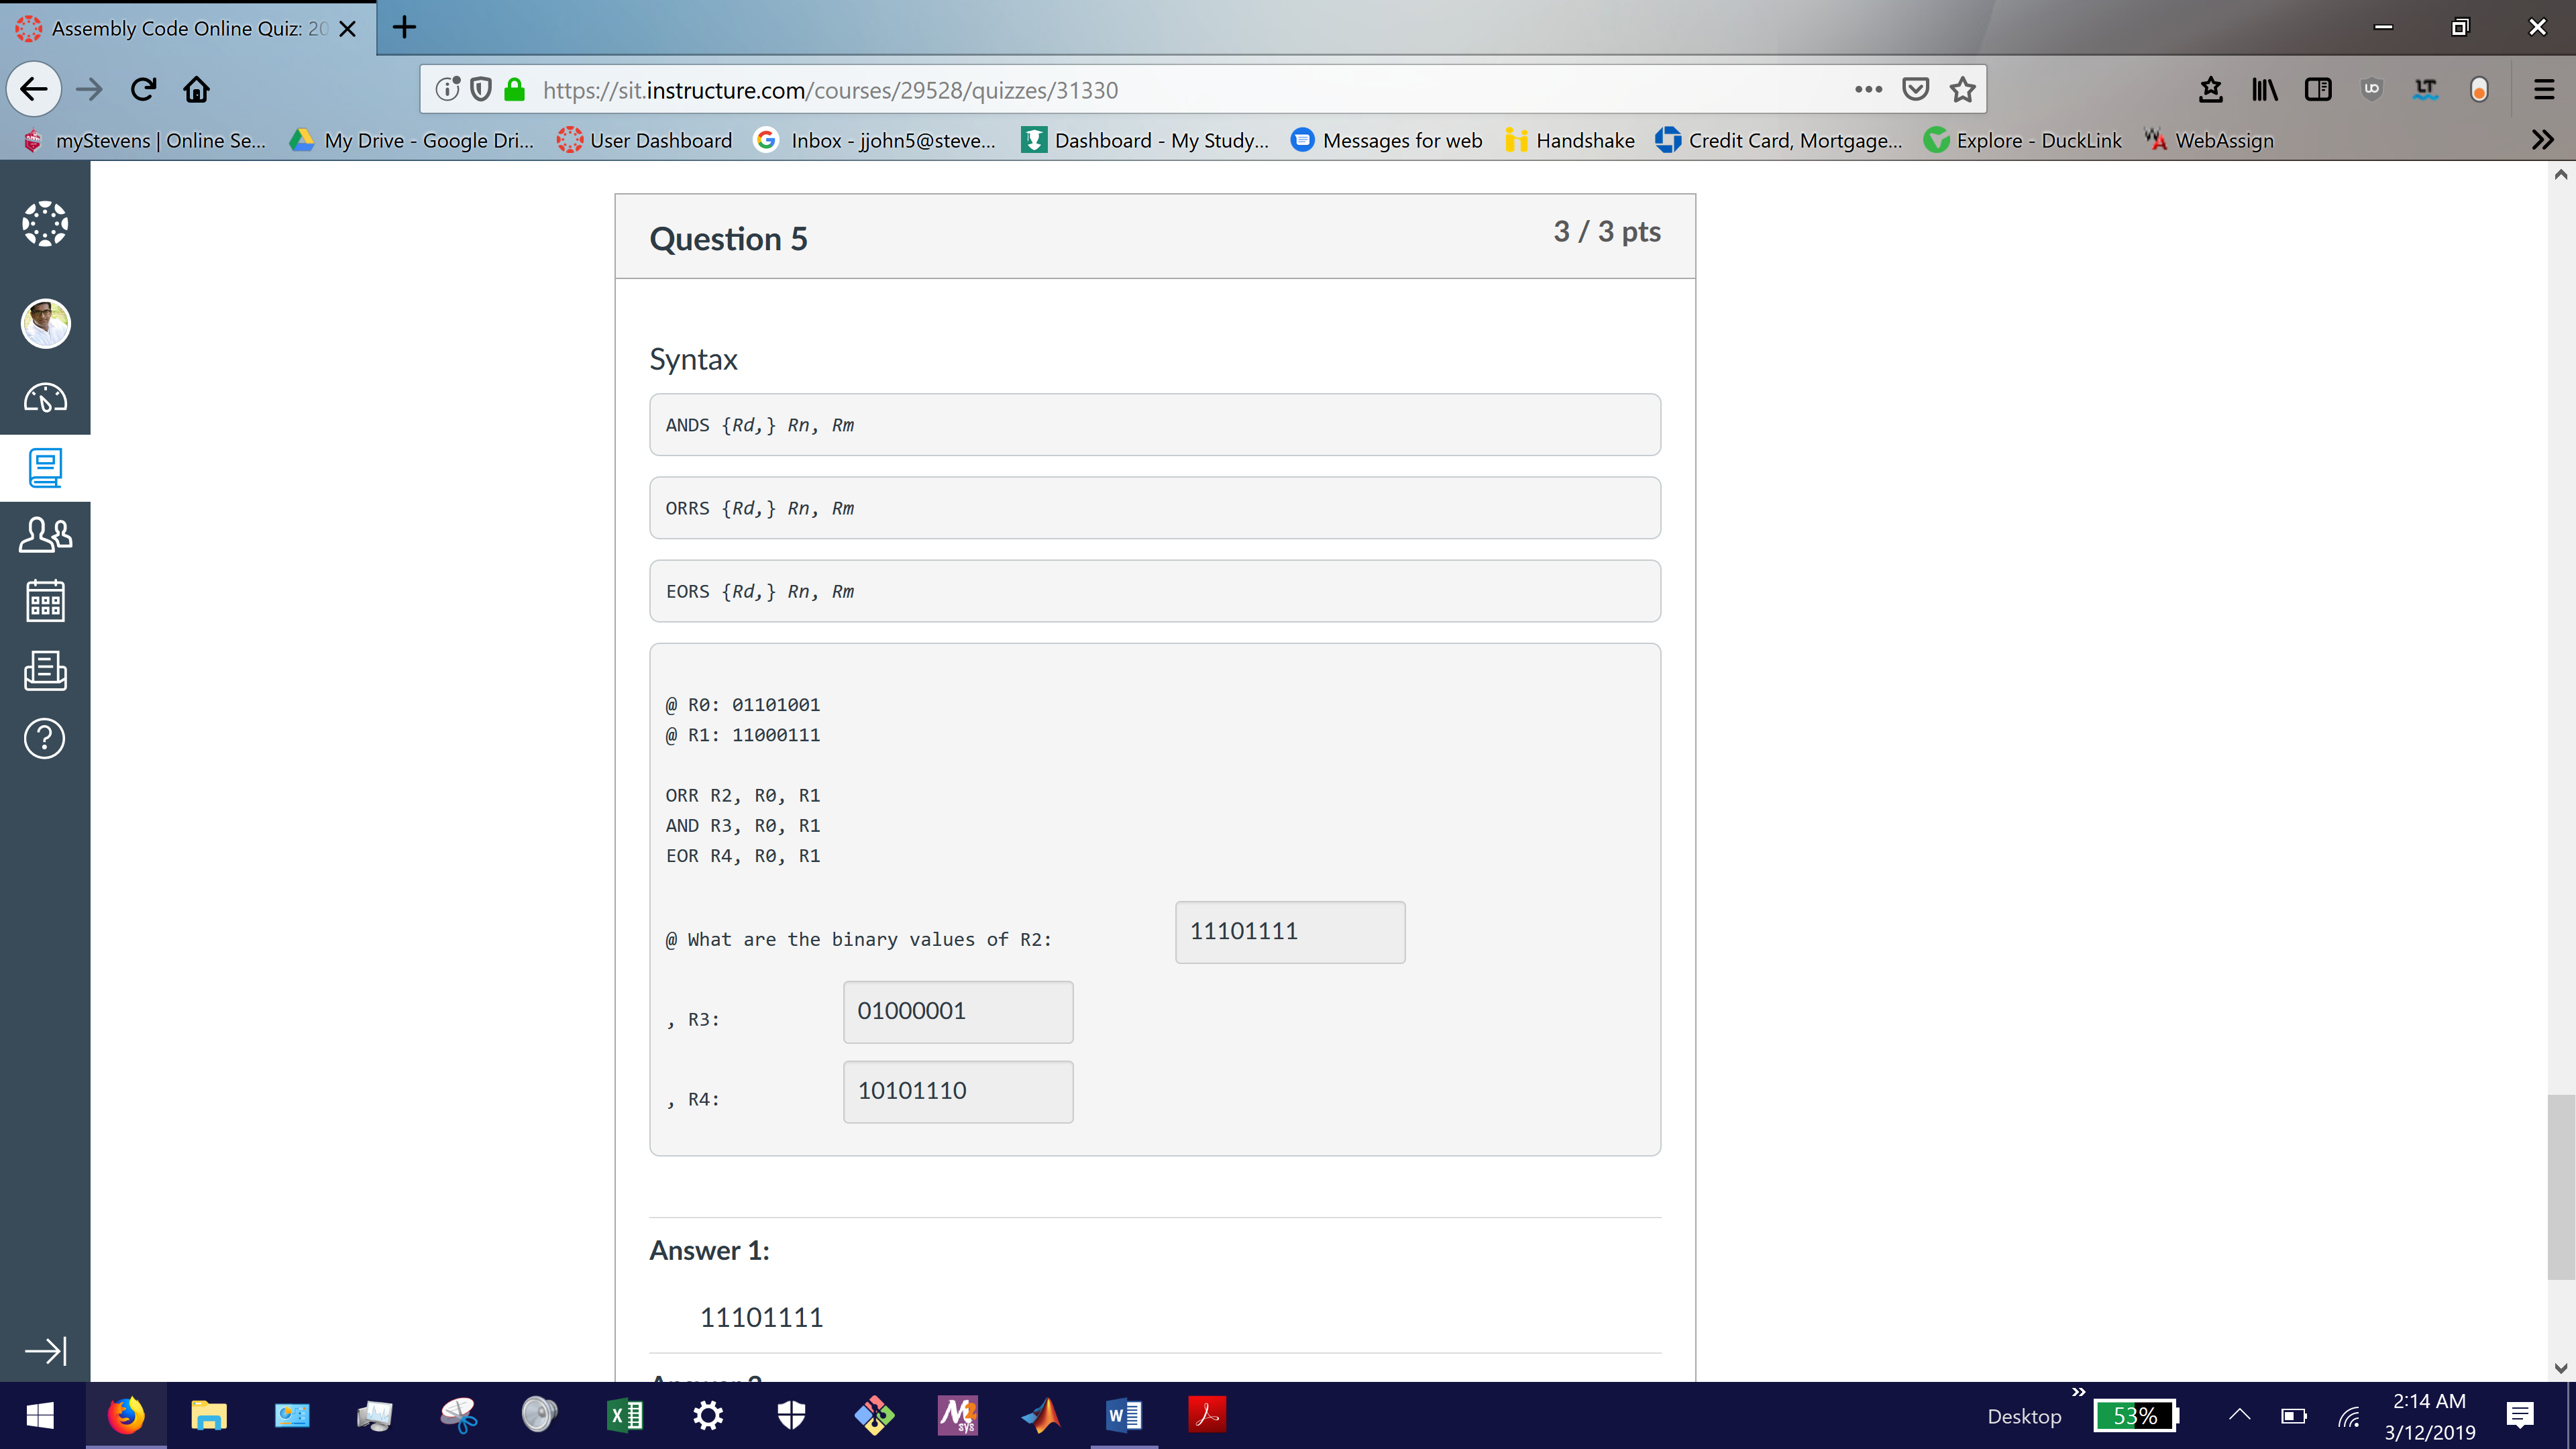 Assembly Code Online Quiz: 20
https://sit.instructure.com/courses/29528/quizzes/31330
myStevens | Online Se... My Drive - Google Dri... User Dashboard Inbox - jjohn5@steve... Dashboard - My Study... Messages for web Handshake Credit Card, Mortgage... Explore - DuckLink WebAssign
Question 5 3 / 3 pts
Syntax
ANDS {Rd,} Rn, Rm
ORRS {Rd,} Rn, Rm
EORS {Rd,} Rn, Rm
@ R0: 01101001
@ R1: 11000111
ORR R2, R0, R1
AND R3, R0, R1
EOR R4, R0, R1
@ What are the binary values of R2: 11101111
, R3: 01000001
, R4: 10101110
Answer 1:
11101111
Desktop 53% 2:14 AM
3/12/2019